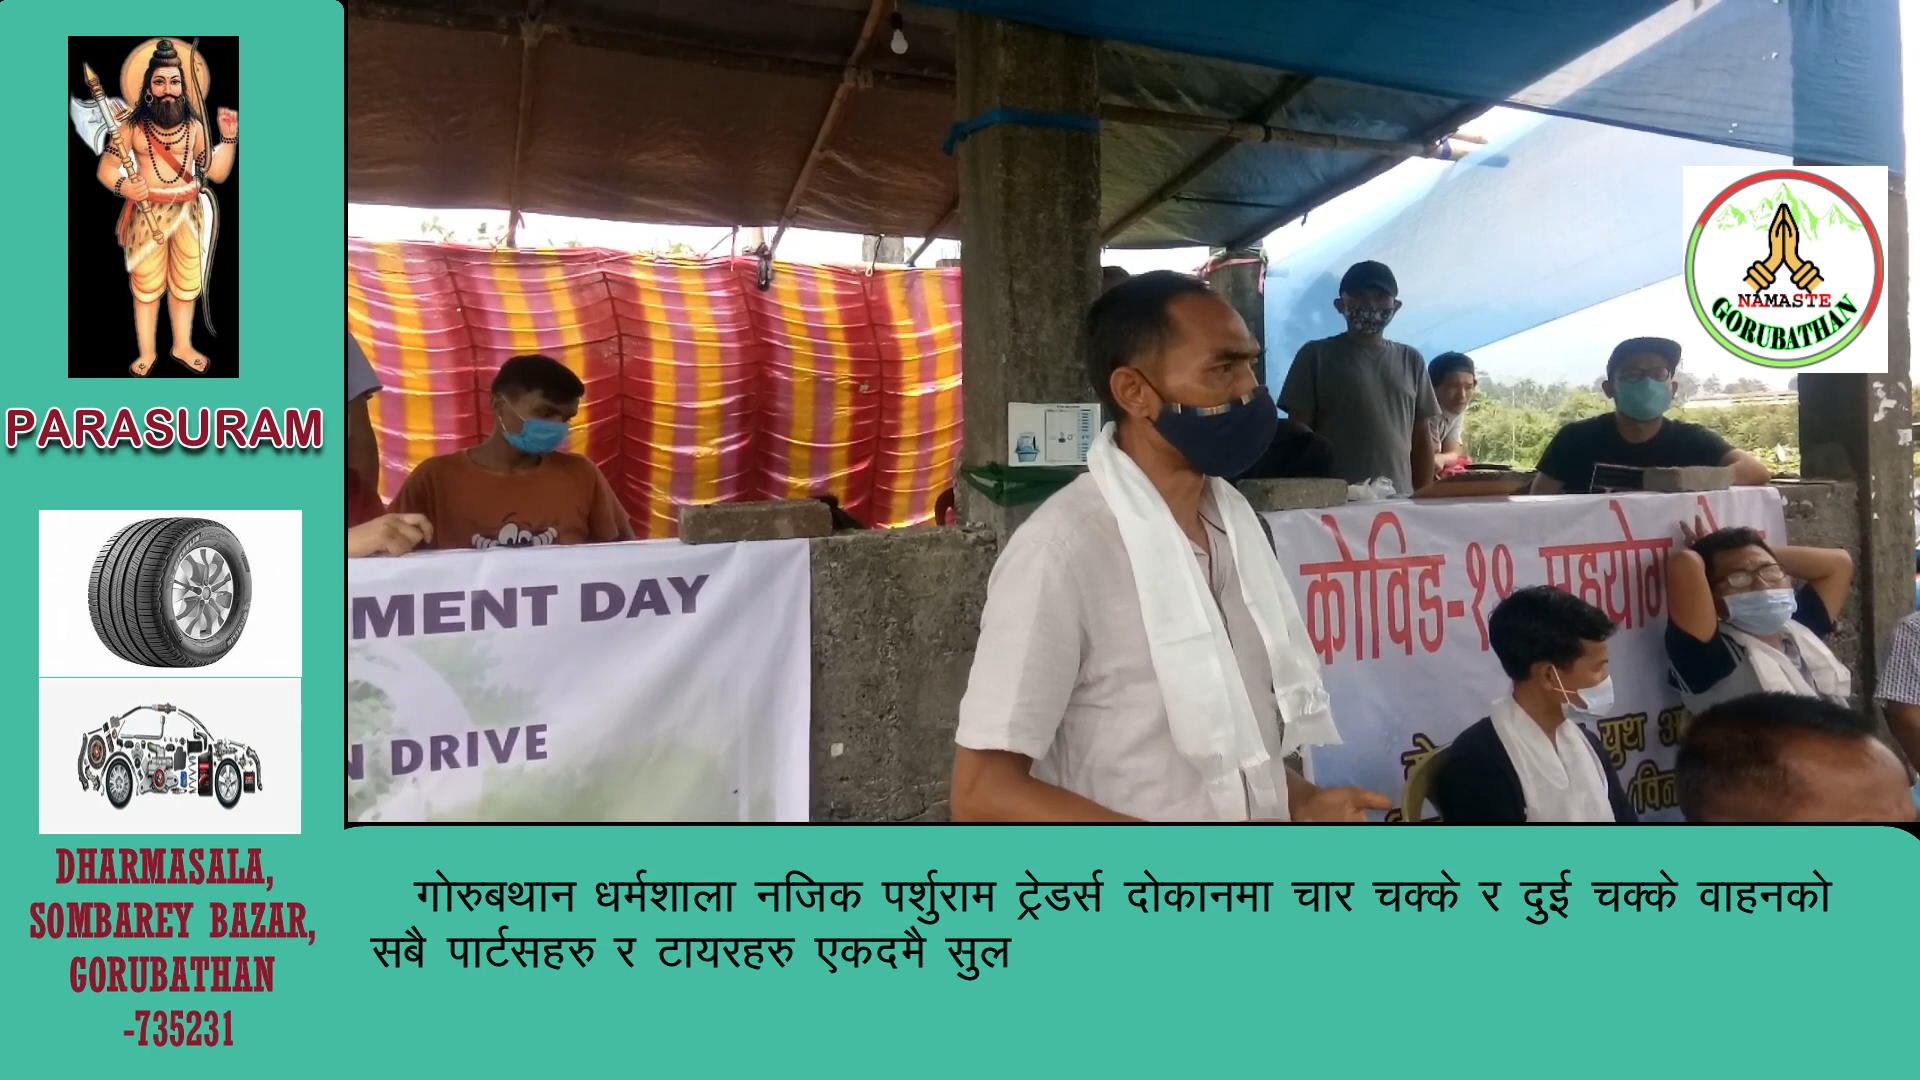 PARASURAM
DHARMASALA,
SOMBAREY BAZAR,
GORUBATHAN
-735231
MENT DAY
DRIVE
कोविड-१९ सहयोग
यूथ
NAMASTE
GORUBATHAN
गोरुबथान धर्मशाला नजिक पर्शुराम ट्रेडर्स दोकानमा चार चक्के र दुई चक्के वाहनको
सबै पार्टसहरु र टायरहरु एकदमै सुल